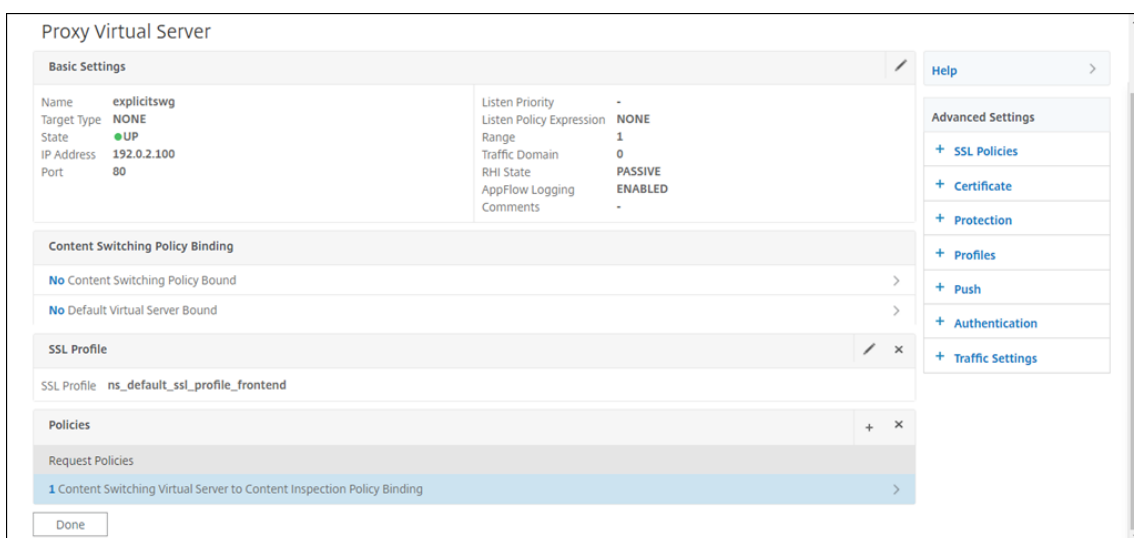 Proxy Virtual Server
Basic Settings
Name explicitswg
Target Type NONE
State UP
IP Address 192.0.2.100
Port 80
Listen Priority -
Listen Policy Expression NONE
Range 1
Traffic Domain 0
RHI State PASSIVE
AppFlow Logging ENABLED
Comments -
Content Switching Policy Binding
No Content Switching Policy Bound
No Default Virtual Server Bound
SSL Profile
SSL Profile ns_default_ssl_profile_frontend
Policies
Request Policies
1 Content Switching Virtual Server to Content Inspection Policy Binding
Done
Help
Advanced Settings
+ SSL Policies
+ Certificate
+ Protection
+ Profiles
+ Push
+ Authentication
+ Traffic Settings